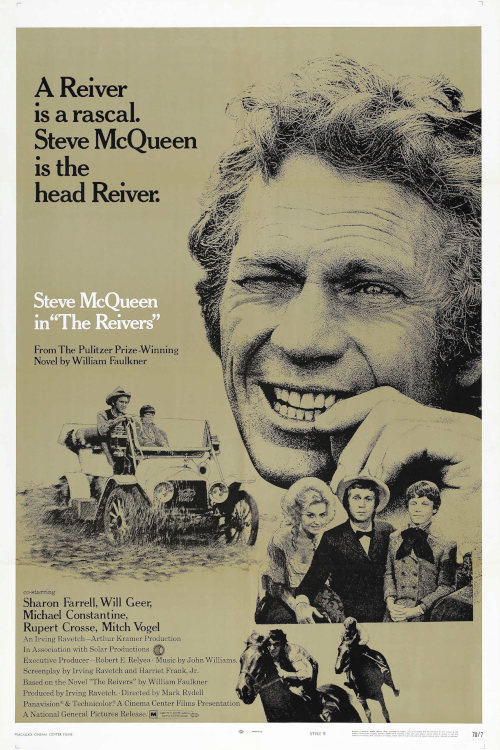 A Reiver
is a rascal.
Steve McQueen
is the
head Reiver.
Steve McQueen
in "The Reivers"
From The Pulitzer Prize-Winning
Novel by William Faulkner
co-starring
Sharon Farrell, Will Geer,
Michael Constantine,
Rupert Crosse, Mitch Vogel
An Irving Ravetch–Arthur Kramer Production
In Association with Solar Productions
Executive Producer–Robert E. Relyea · Music by John Williams,
Screenplay by Irving Ravetch and Harriet Frank, Jr.
Based on the Novel "The Reivers" by William Faulkner
Produced by Irving Ravetch · Directed by Mark Rydell
Panavision® & Technicolor® A Cinema Center Films Presentation
A National General Pictures Release. M
STYLE B
70/7